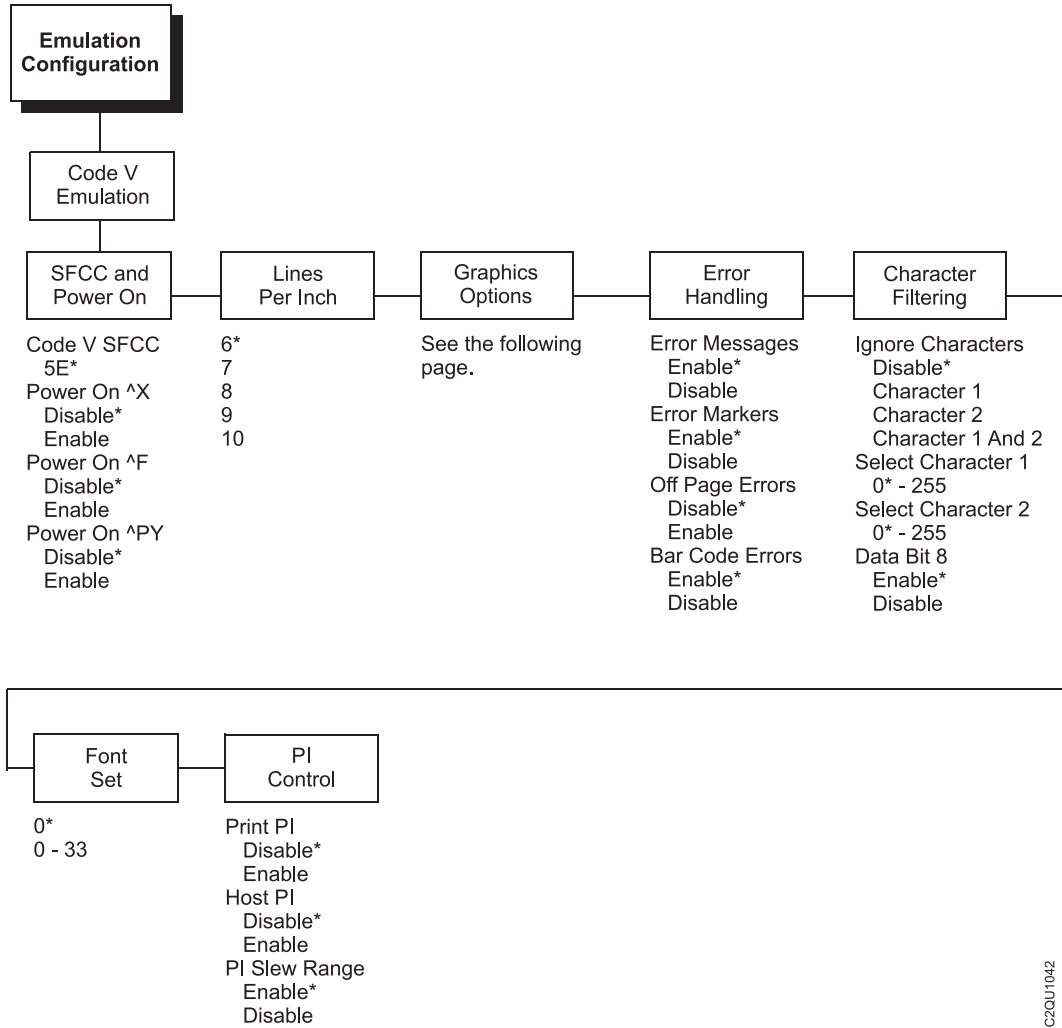 Emulation
Configuration
Code V
Emulation
SFCC and
Power On
Code V SFCC
5E*
Power On ^X
Disable*
Enable
Power On ^F
Disable*
Enable
Power On ^PY
Disable*
Enable
Lines
Per Inch
6*
7
8
9
10
Graphics
Options
See the following
page.
Error
Handling
Error Messages
Enable*
Disable
Error Markers
Enable*
Disable
Off Page Errors
Disable*
Enable
Bar Code Errors
Enable*
Disable
Character
Filtering
Ignore Characters
Disable*
Character 1
Character 2
Character 1 And 2
Select Character 1
0* - 255
Select Character 2
0* - 255
Data Bit 8
Enable*
Disable
Font
Set
0*
0 - 33
PI
Control
Print PI
Disable*
Enable
Host PI
Disable*
Enable
PI Slew Range
Enable*
Disable
C2QU1042